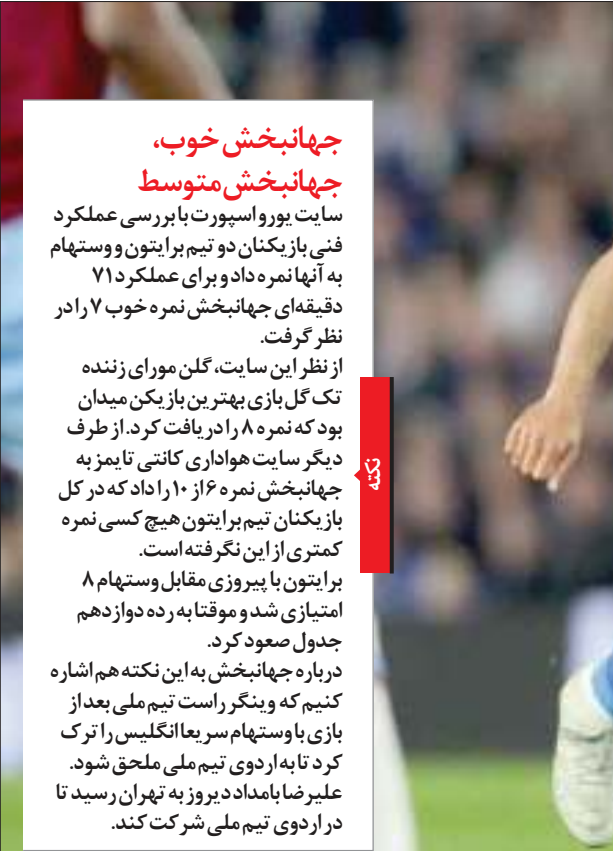 جهانبخش خوب،
جهانبخش متوسط
سایت یورواسپورت با بررسی عملکرد
فنی بازیکنان دو تیم برایتون و وستهام
به آنها نمره داد و برای عملکرد ۷۱
دقیقه‌ای جهانبخش نمره خوب ۷ را در
نظر گرفت.
از نظر این سایت، گلن مورای زننده
تک گل بازی بهترین بازیکن میدان
بود که نمره ۸ را دریافت کرد. از طرف
دیگر سایت هواداری کانتی تایمز به
جهانبخش نمره ۶ از ۱۰ را داد که در کل
بازیکنان تیم برایتون هیچ کسی نمره
کمتری از این نگرفته است.
برایتون با پیروزی مقابل وستهام ۸
امتیازی شد و موقتا به رده دوازدهم
جدول صعود کرد.
درباره جهانبخش به این نکته هم اشاره
کنیم که وینگر راست تیم ملی بعد از
بازی با وستهام سریعا انگلیس را ترک
کرد تا به اردوی تیم ملی ملحق شود.
علیرضا بامداد دیروز به تهران رسید تا
در اردوی تیم ملی شرکت کند.
نکته